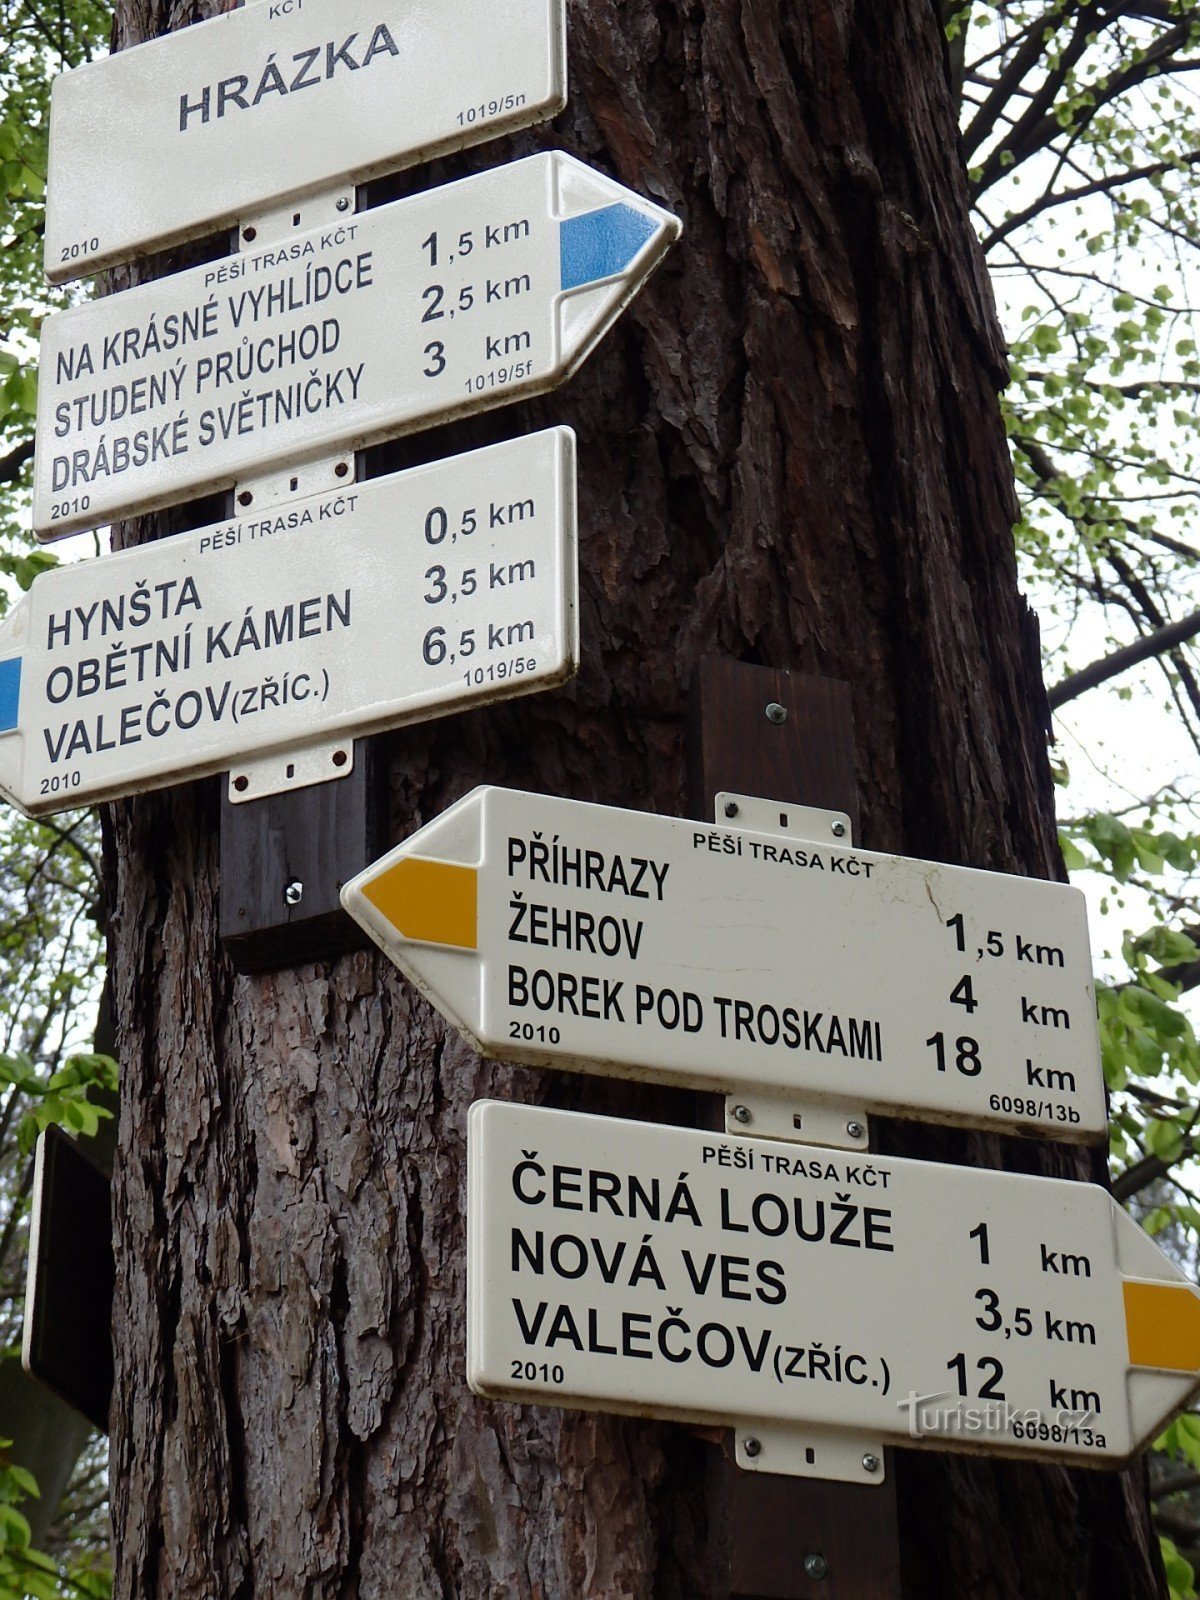 KČT
HRÁZKA
1019/5n
2010
PĚŠÍ TRASA KČT
NA KRÁSNÉ VYHLÍDCE 1,5 km
STUDENÝ PRŮCHOD 2,5 km
DRÁBSKÉ SVĚTNIČKY 3 km
2010 1019/5f
PĚŠÍ TRASA KČT
HYNŠTA 0,5 km
OBĚTNÍ KÁMEN 3,5 km
VALEČOV(ZŘÍC.) 6,5 km
2010 1019/5e
PĚŠÍ TRASA KČT
PŘÍHRAZY 1,5 km
ŽEHROV 4 km
BOREK POD TROSKAMI 18 km
2010 6098/13b
PĚŠÍ TRASA KČT
ČERNÁ LOUŽE 1 km
NOVÁ VES 3,5 km
VALEČOV(ZŘÍC.) 12 km
2010 6098/13a
Turistika.cz